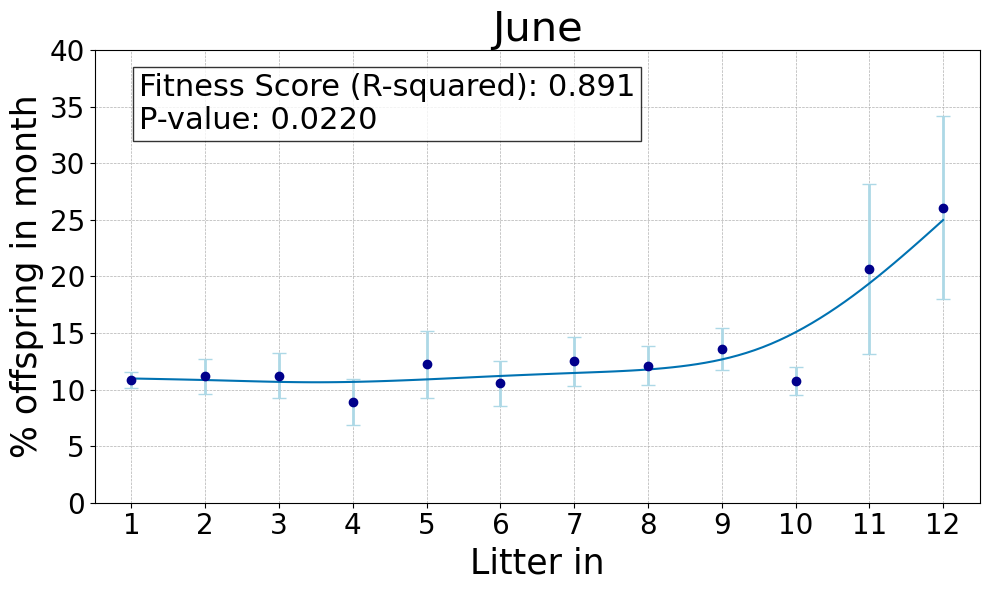 June
Fitness Score (R-squared): 0.891
P-value: 0.0220
% offspring in month
40
35
30
25
20
15
10
5
0
1 2 3 4 5 6 7 8 9 10 11 12
Litter in